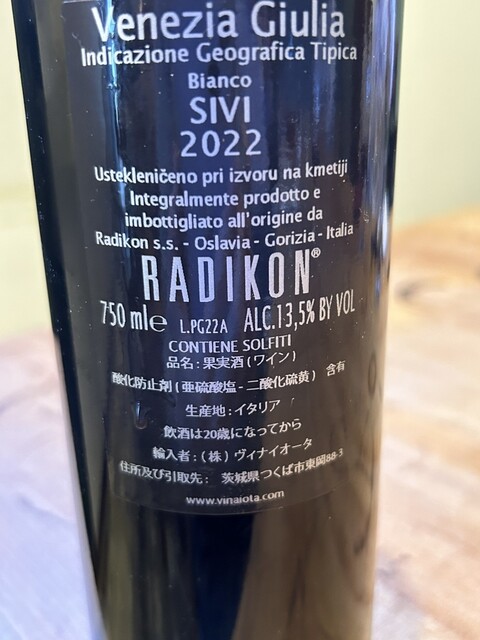 Venezia Giulia
Indicazione Geografica Tipica
Bianco
SIVI
2022
Ustekleničeno pri izvoru na kmetiji
Integralmente prodotto e
imbottigliato all'origine da
Radikon s.s. - Oslavia - Gorizia - Italia
RADIKON®
750 ml℮ L.PG22A ALC.13,5% BY VOL
CONTIENE SOLFITI
品名：果実酒(ワイン)
酸化防止剤(亜硫酸塩-二酸化硫黄) 含有
生産地：イタリア
飲酒は20歳になってから
輸入者：(株)ヴィナイオータ
住所及び引取先： 茨城県つくば市東岡88-3
www.vinaiota.com